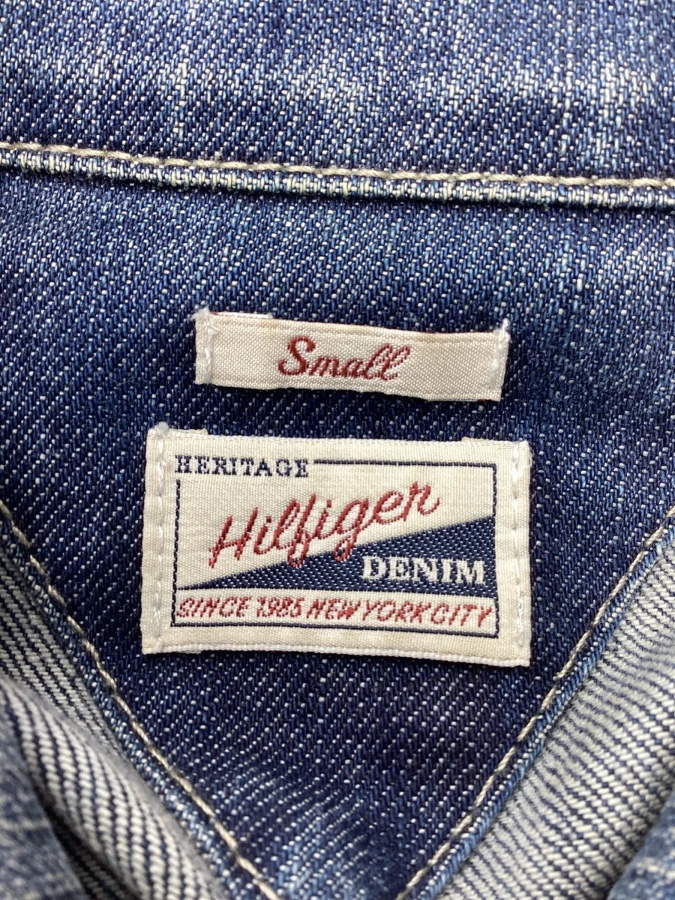 Small
HERITAGE
Hilfiger
DENIM
SINCE 1985 NEW YORK CITY